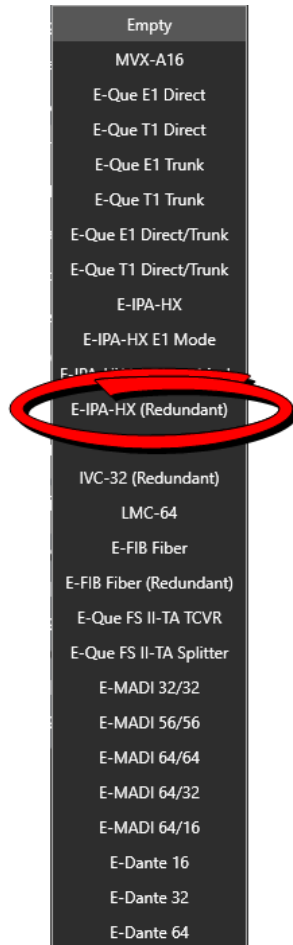 Empty
MVX-A16
E-Que E1 Direct
E-Que T1 Direct
E-Que E1 Trunk
E-Que T1 Trunk
E-Que E1 Direct/Trunk
E-Que T1 Direct/Trunk
E-IPA-HX
E-IPA-HX E1 Mode
E-IPA-HX (Redundant)
IVC-32 (Redundant)
LMC-64
E-FIB Fiber
E-FIB Fiber (Redundant)
E-Que FS II-TA TCVR
E-Que FS II-TA Splitter
E-MADI 32/32
E-MADI 56/56
E-MADI 64/64
E-MADI 64/32
E-MADI 64/16
E-Dante 16
E-Dante 32
E-Dante 64